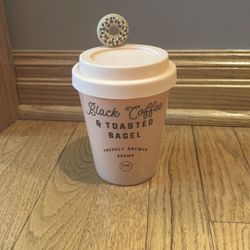 Black Coffee
& TOASTED
BAGEL
FRESHLY BREWED
AROMA